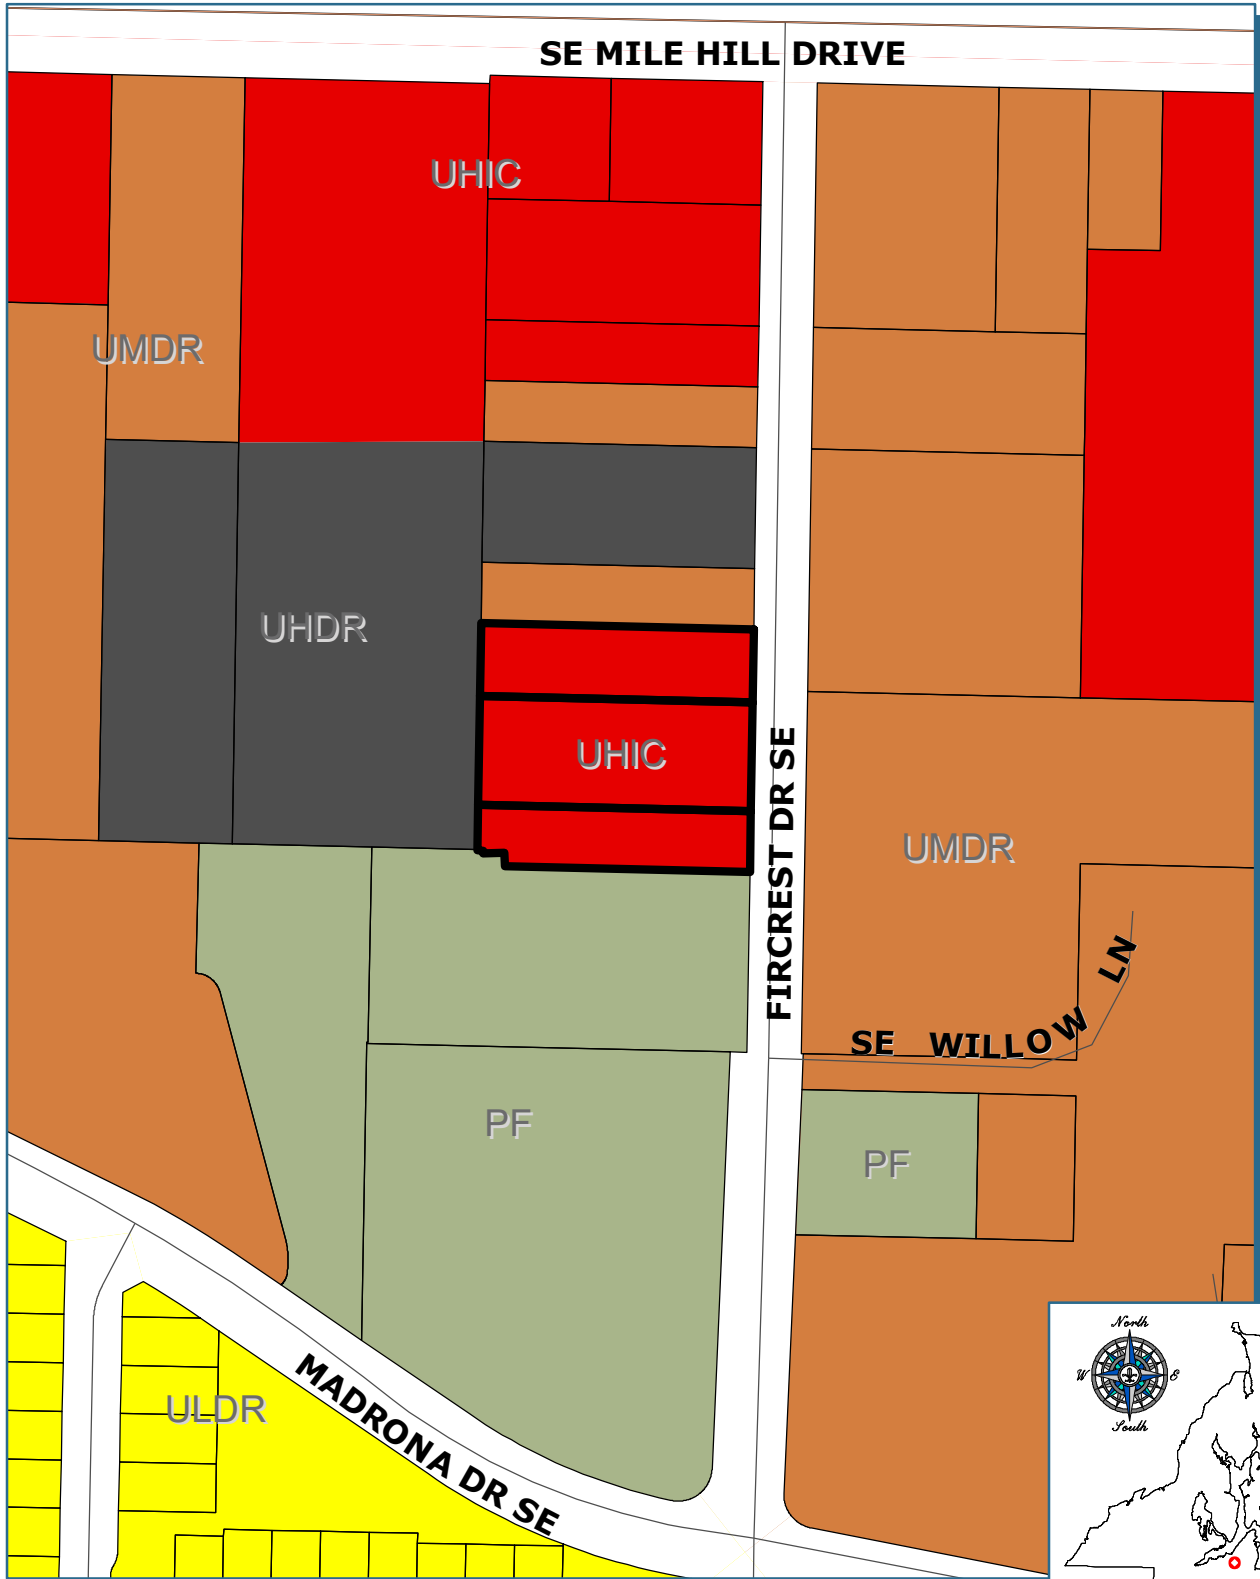 SE MILE HILL DRIVE
UHIC
UMDR
UHDR
UHIC
FIRCREST DR SE
UMDR
SE WILLOW LN
PF
PF
North
W
E
South
ULDR
MADRONA DR SE